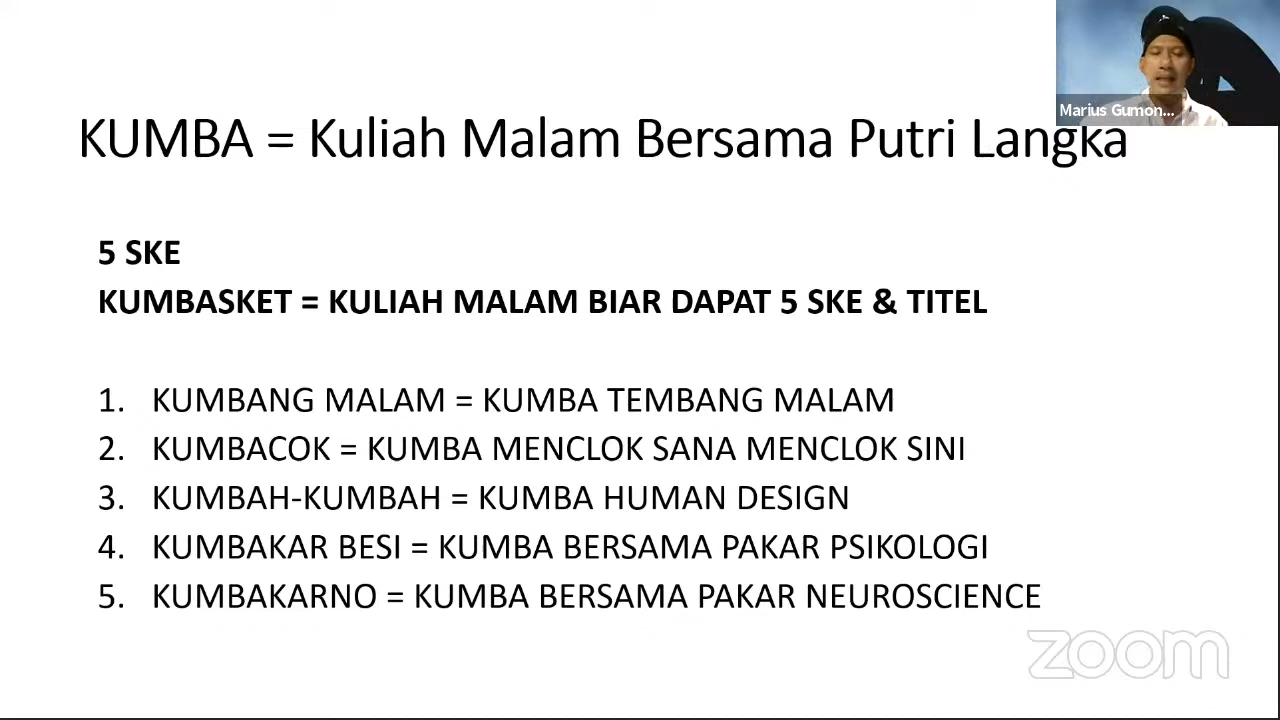 Marius Gumon...
KUMBA = Kuliah Malam Bersama Putri Langka
5 SKE
KUMBASKET = KULIAH MALAM BIAR DAPAT 5 SKE & TITEL
1. KUMBANG MALAM = KUMBA TEMBANG MALAM
2. KUMBACOK = KUMBA MENCLOK SANA MENCLOK SINI
3. KUMBAH-KUMBAH = KUMBA HUMAN DESIGN
4. KUMBAKAR BESI = KUMBA BERSAMA PAKAR PSIKOLOGI
5. KUMBAKARNO = KUMBA BERSAMA PAKAR NEUROSCIENCE
zoom